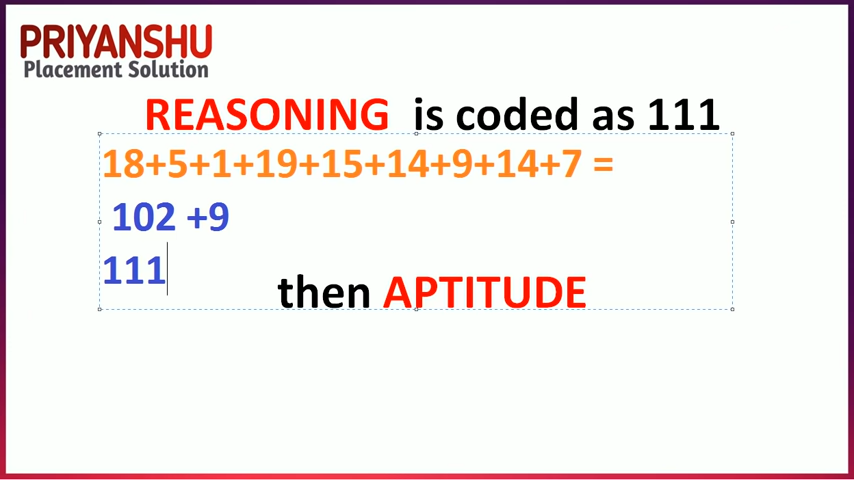 PRIYANSHU
Placement Solution
REASONING is coded as 111
18+5+1+19+15+14+9+14+7 =
102 +9
111
then APTITUDE